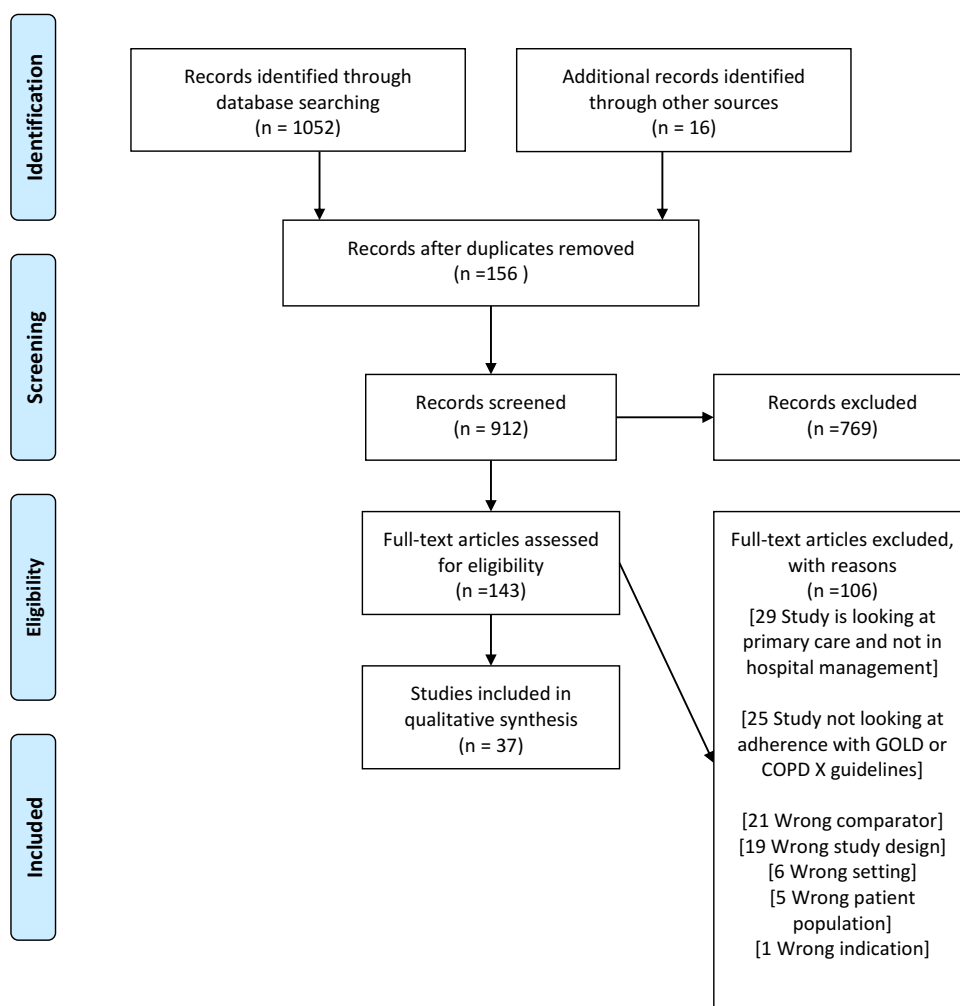 Identification
Records identified through
database searching
(n = 1052)
Additional records identified
through other sources
(n = 16)
Records after duplicates removed
(n =156 )
Screening
Records screened
(n = 912)
Records excluded
(n =769)
Eligibility
Full-text articles assessed
for eligibility
(n =143)
Full-text articles excluded,
with reasons
(n =106)
[29 Study is looking at
primary care and not in
hospital management]
[25 Study not looking at
adherence with GOLD or
COPD X guidelines]
[21 Wrong comparator]
[19 Wrong study design]
[6 Wrong setting]
[5 Wrong patient
population]
[1 Wrong indication]
Included
Studies included in
qualitative synthesis
(n = 37)